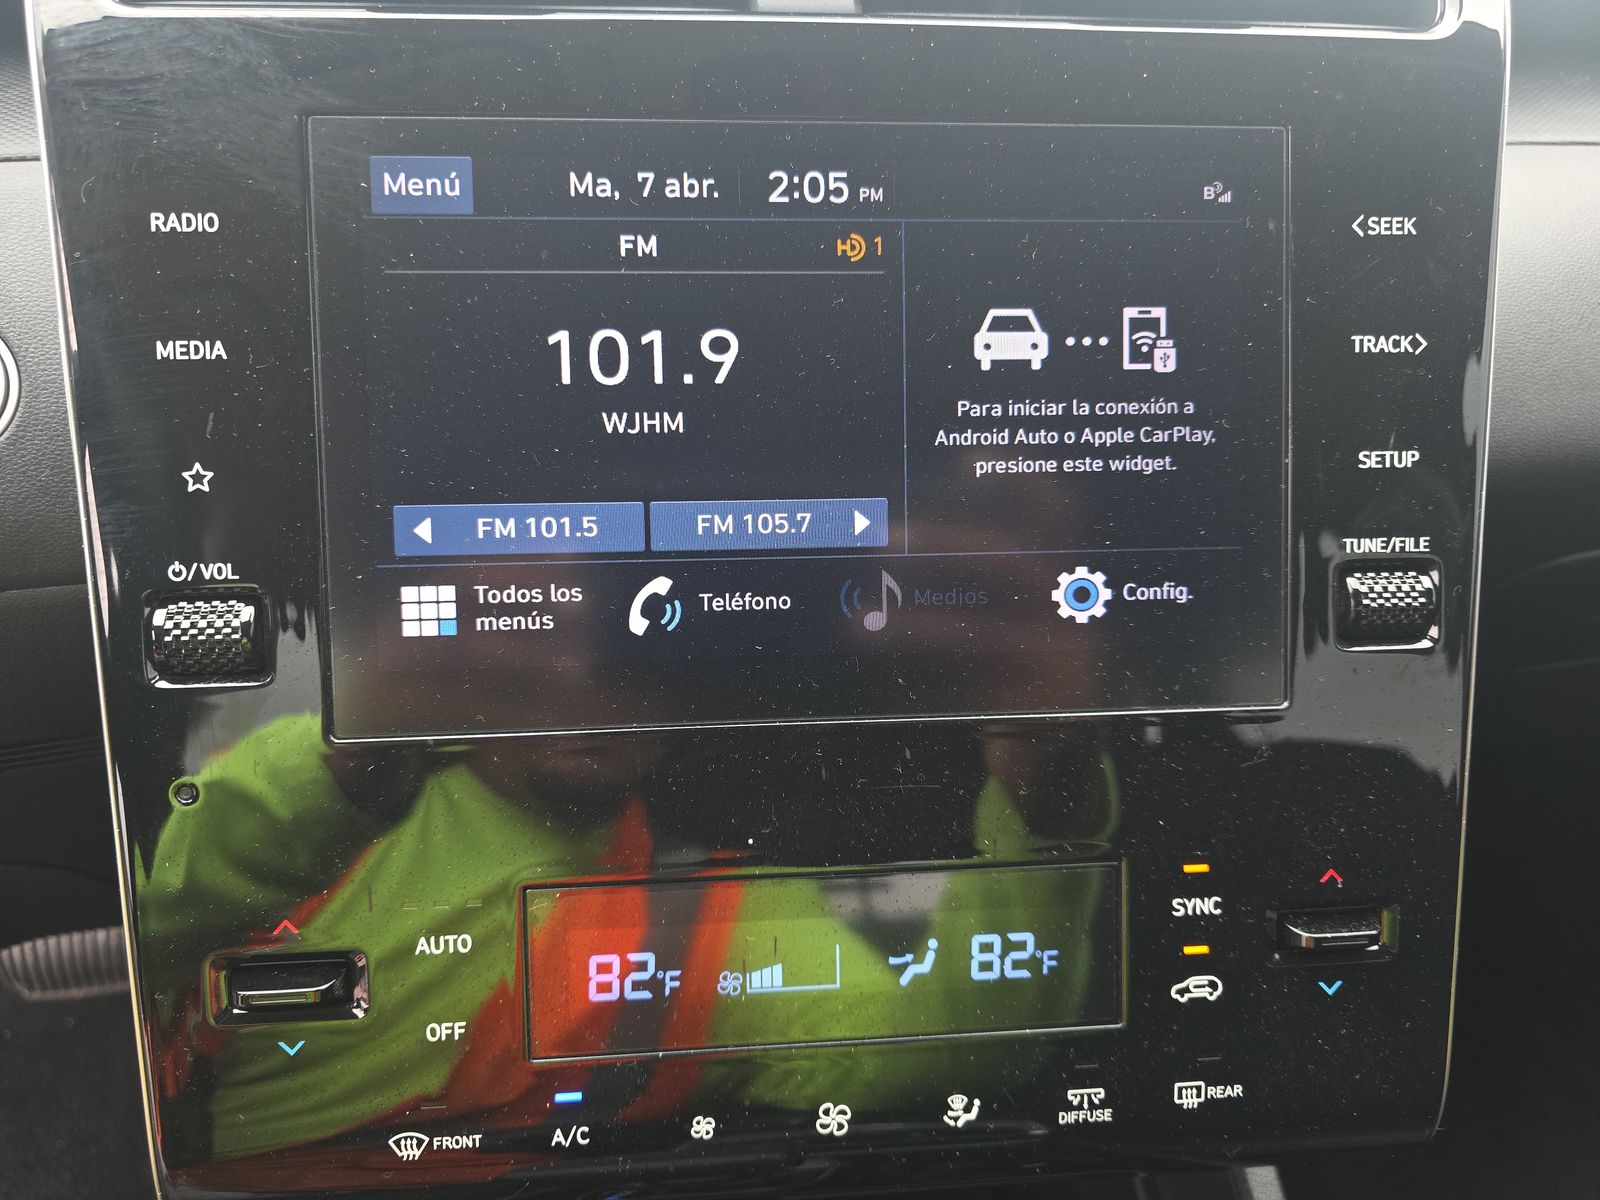 Menú Ma, 7 abr. 2:05 PM
RADIO
<SEEK
FM HD 1
MEDIA
101.9
TRACK>
WJHM
Para iniciar la conexión a
Android Auto o Apple CarPlay,
presione este widget.
SETUP
FM 101.5 FM 105.7
TUNE/FILE
/VOL
Todos los
menús
Teléfono
Medios
Config.
SYNC
AUTO
82°F 82°F
OFF
FRONT
A/C
DIFFUSE
REAR